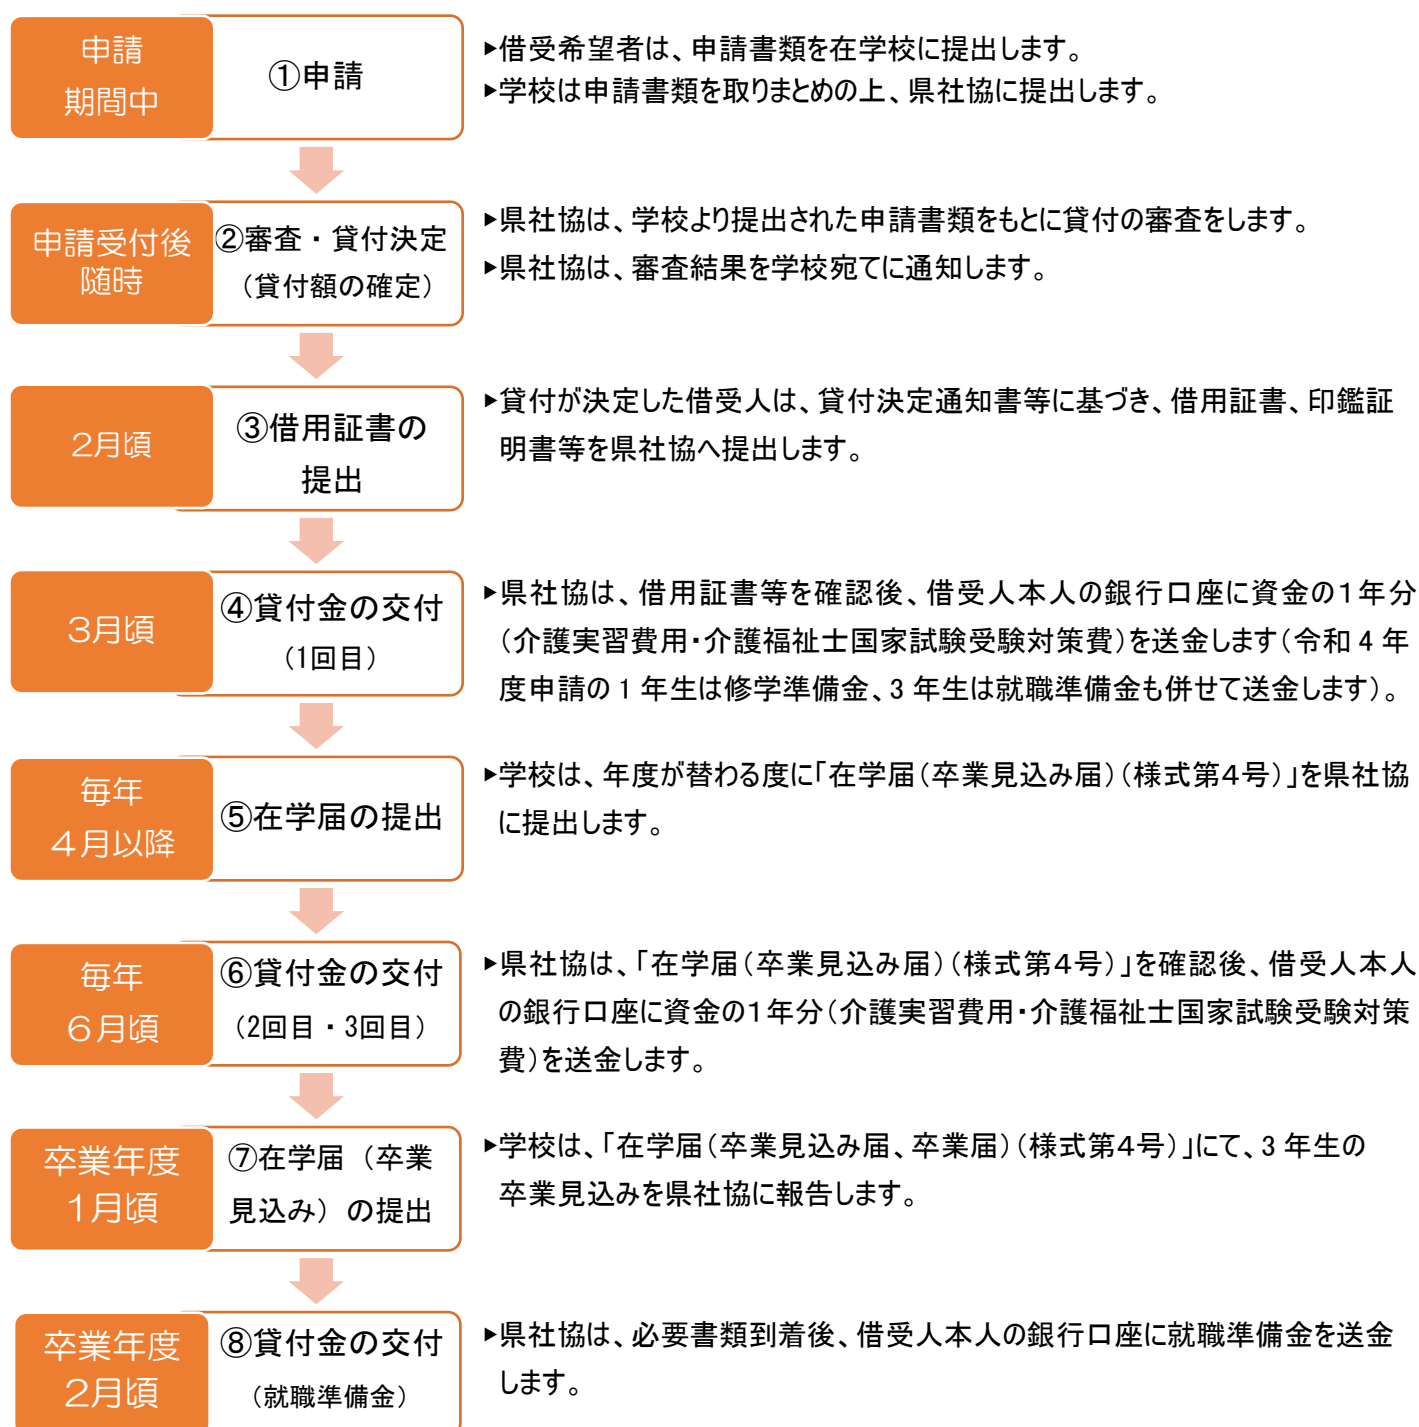 申請
期間中
①申請
▶借受希望者は、申請書類を在学校に提出します。
▶学校は申請書類を取りまとめの上、県社協に提出します。
申請受付後
随時
②審査・貸付決定
（貸付額の確定）
▶県社協は、学校より提出された申請書類をもとに貸付の審査をします。
▶県社協は、審査結果を学校宛てに通知します。
2月頃
③借用証書の
提出
▶貸付が決定した借受人は、貸付決定通知書等に基づき、借用証書、印鑑証
明書等を県社協へ提出します。
3月頃
④貸付金の交付
（1回目）
▶県社協は、借用証書等を確認後、借受人本人の銀行口座に資金の1年分
（介護実習費用・介護福祉士国家試験受験対策費）を送金します（令和 4 年
度申請の 1 年生は修学準備金、3 年生は就職準備金も併せて送金します）。
毎年
４月以降
⑤在学届の提出
▶学校は、年度が替わる度に「在学届（卒業見込み届）（様式第4号）」を県社協
に提出します。
毎年
６月頃
⑥貸付金の交付
（2回目・3回目）
▶県社協は、「在学届（卒業見込み届）（様式第4号）」を確認後、借受人本人
の銀行口座に資金の1年分（介護実習費用・介護福祉士国家試験受験対策
費）を送金します。
卒業年度
1月頃
⑦在学届（卒業
見込み）の提出
▶学校は、「在学届（卒業見込み届、卒業届）（様式第4号）」にて、3 年生の
卒業見込みを県社協に報告します。
卒業年度
2月頃
⑧貸付金の交付
（就職準備金）
▶県社協は、必要書類到着後、借受人本人の銀行口座に就職準備金を送金
します。